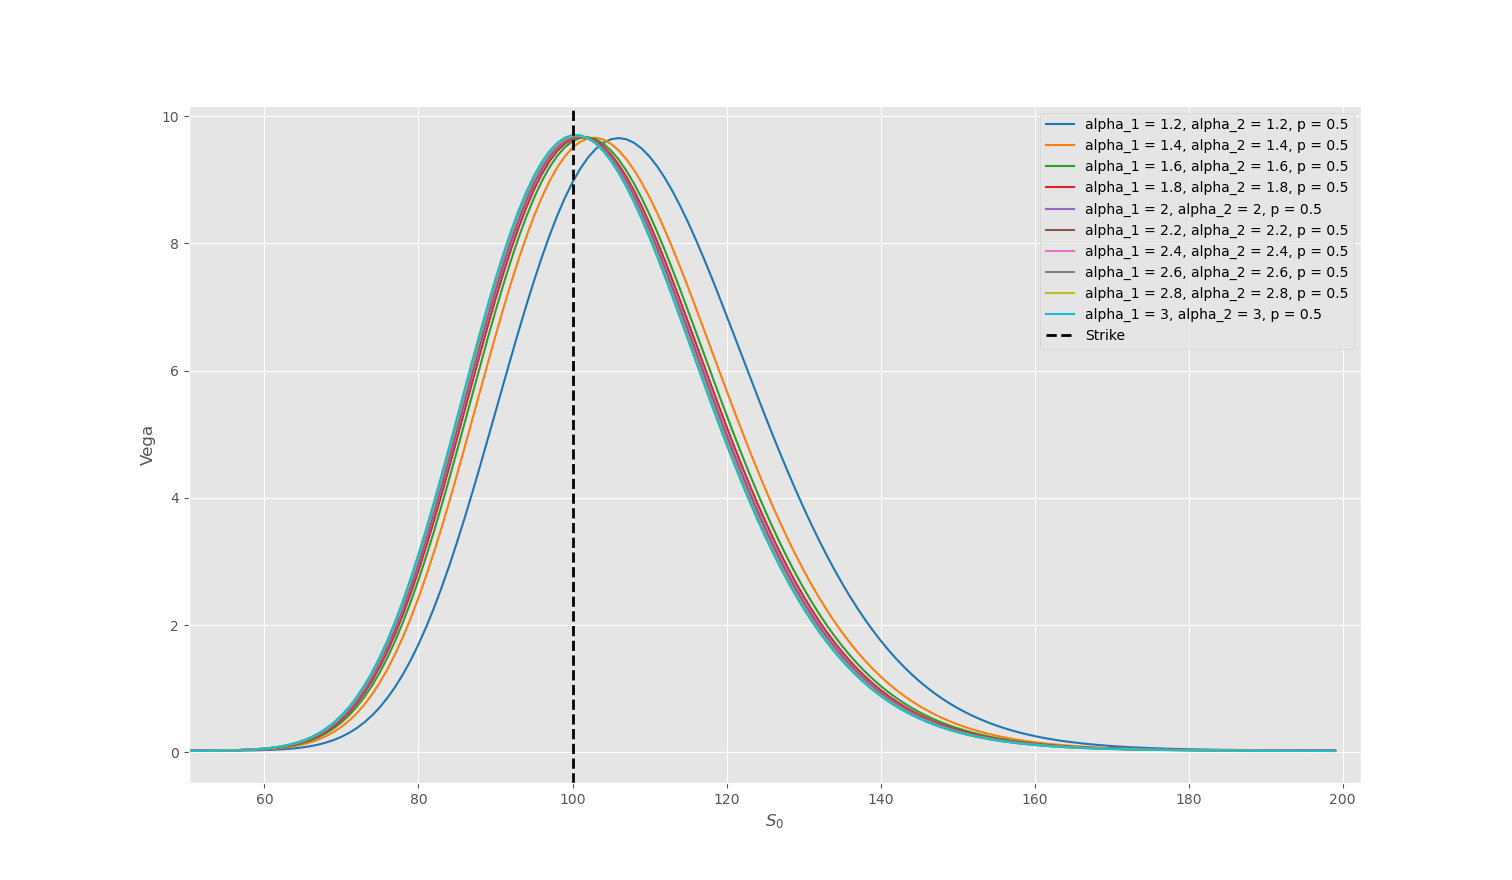 10
8
6
4
2
0
Vega
alpha_1 = 1.2, alpha_2 = 1.2, p = 0.5
alpha_1 = 1.4, alpha_2 = 1.4, p = 0.5
alpha_1 = 1.6, alpha_2 = 1.6, p = 0.5
alpha_1 = 1.8, alpha_2 = 1.8, p = 0.5
alpha_1 = 2, alpha_2 = 2, p = 0.5
alpha_1 = 2.2, alpha_2 = 2.2, p = 0.5
alpha_1 = 2.4, alpha_2 = 2.4, p = 0.5
alpha_1 = 2.6, alpha_2 = 2.6, p = 0.5
alpha_1 = 2.8, alpha_2 = 2.8, p = 0.5
alpha_1 = 3, alpha_2 = 3, p = 0.5
Strike
60 80 100 120 140 160 180 200
S₀